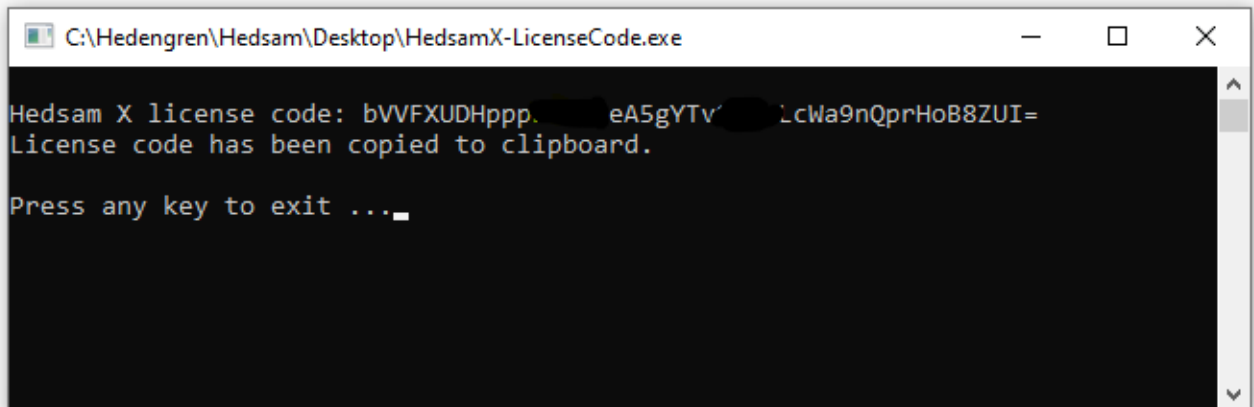 C:\Hedengren\Hedsam\Desktop\HedsamX-LicenseCode.exe
Hedsam X license code: bVVFXUDHppp eA5gYTv LcWa9nQprHoB8ZUI=
License code has been copied to clipboard.
Press any key to exit ...